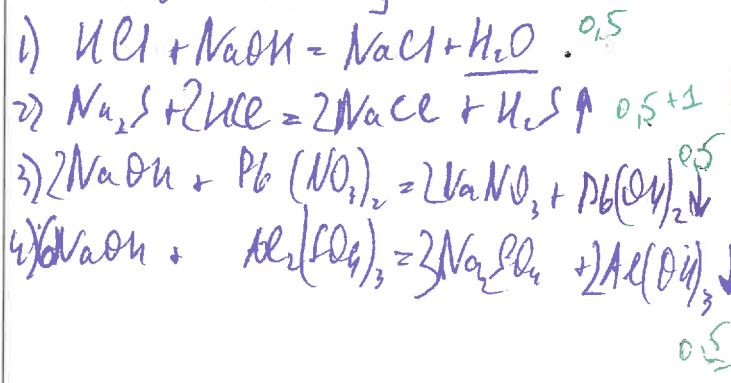 1) HCl + NaOH = NaCl + H₂O . 0,5
2) Na₂S + 2HCl = 2NaCl + H₂S↑ 0,5 +1
3) 2NaOH + Pb(NO₃)₂ = 2NaNO₃ + Pb(OH)₂↓ 0,5
4) 6NaOH + Al₂(SO₄)₃ = 3Na₂SO₄ + 2Al(OH)₃↓
0,5